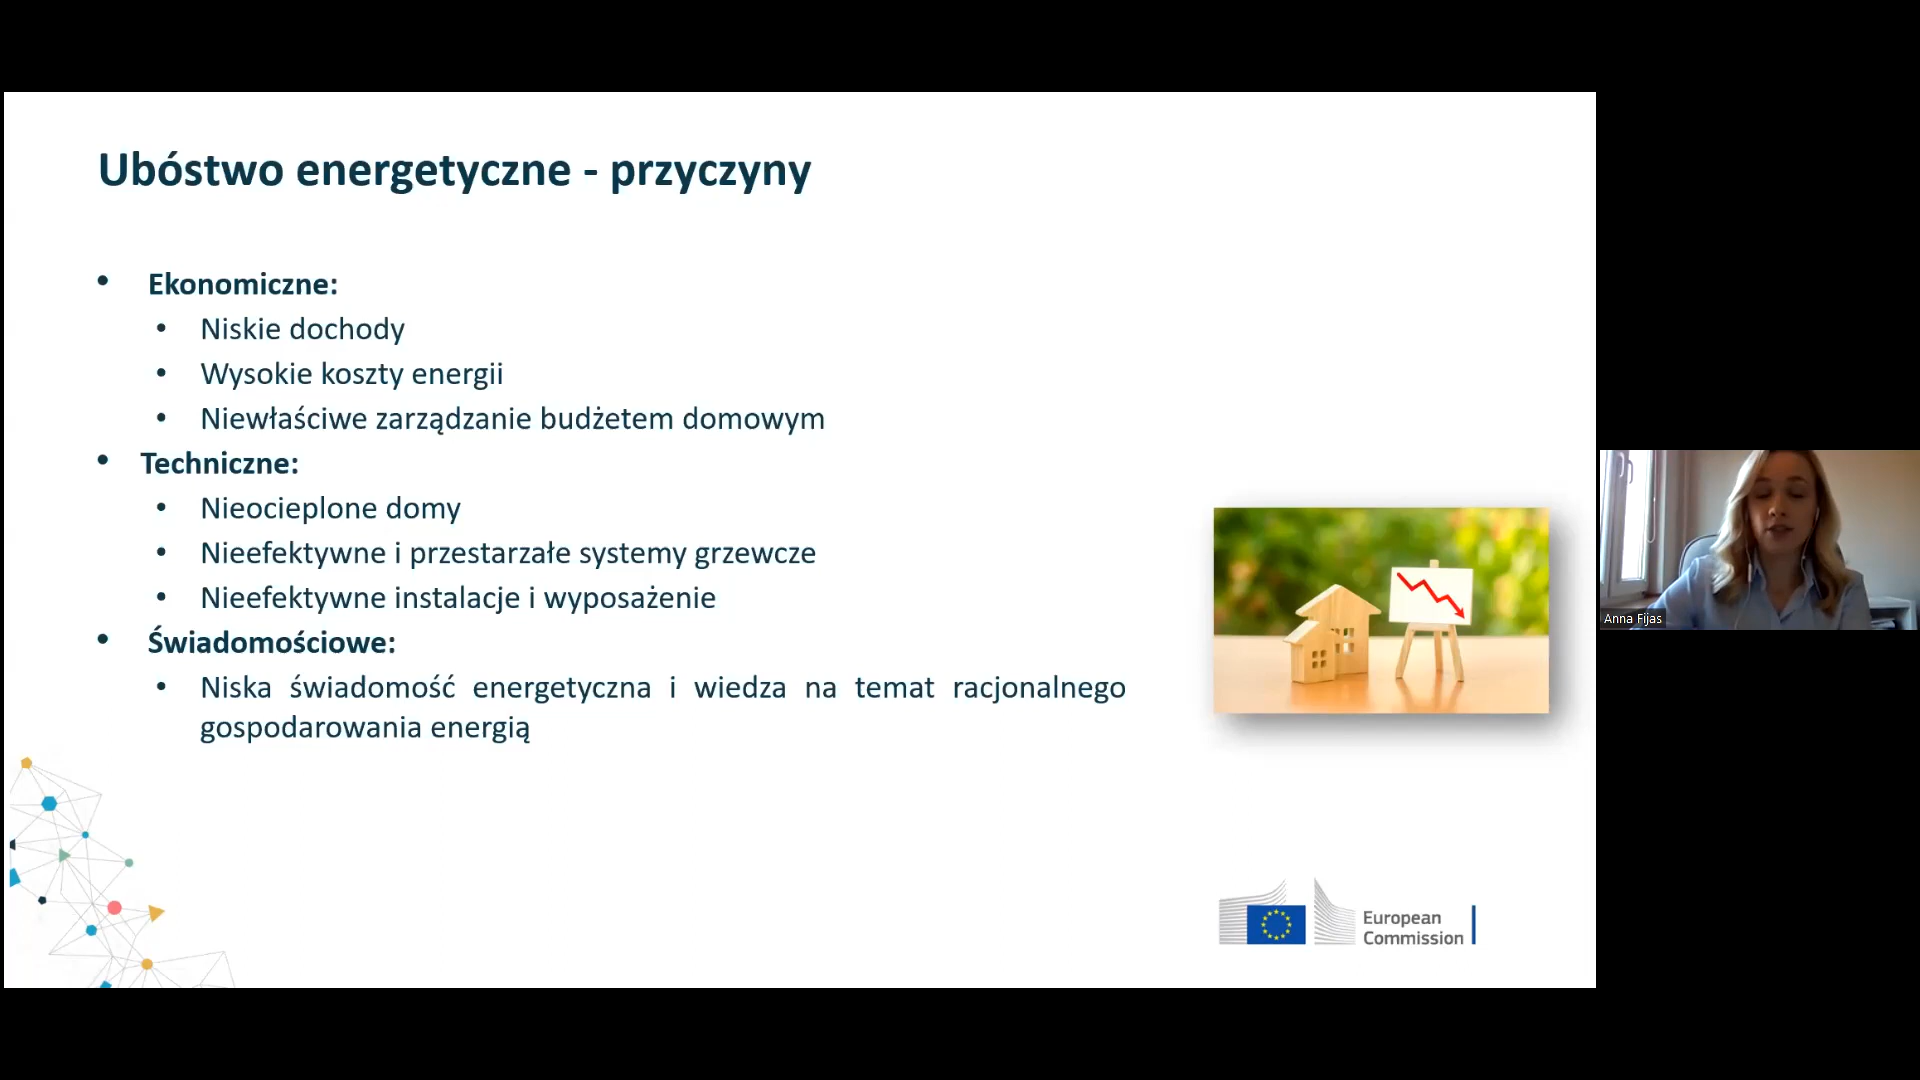 Ubóstwo energetyczne - przyczyny
• Ekonomiczne:
• Niskie dochody
• Wysokie koszty energii
• Niewłaściwe zarządzanie budżetem domowym
• Techniczne:
• Nieocieplone domy
• Nieefektywne i przestarzałe systemy grzewcze
• Nieefektywne instalacje i wyposażenie
• Świadomościowe:
• Niska świadomość energetyczna i wiedza na temat racjonalnego
gospodarowania energią
European
Commission
Anna Fijas